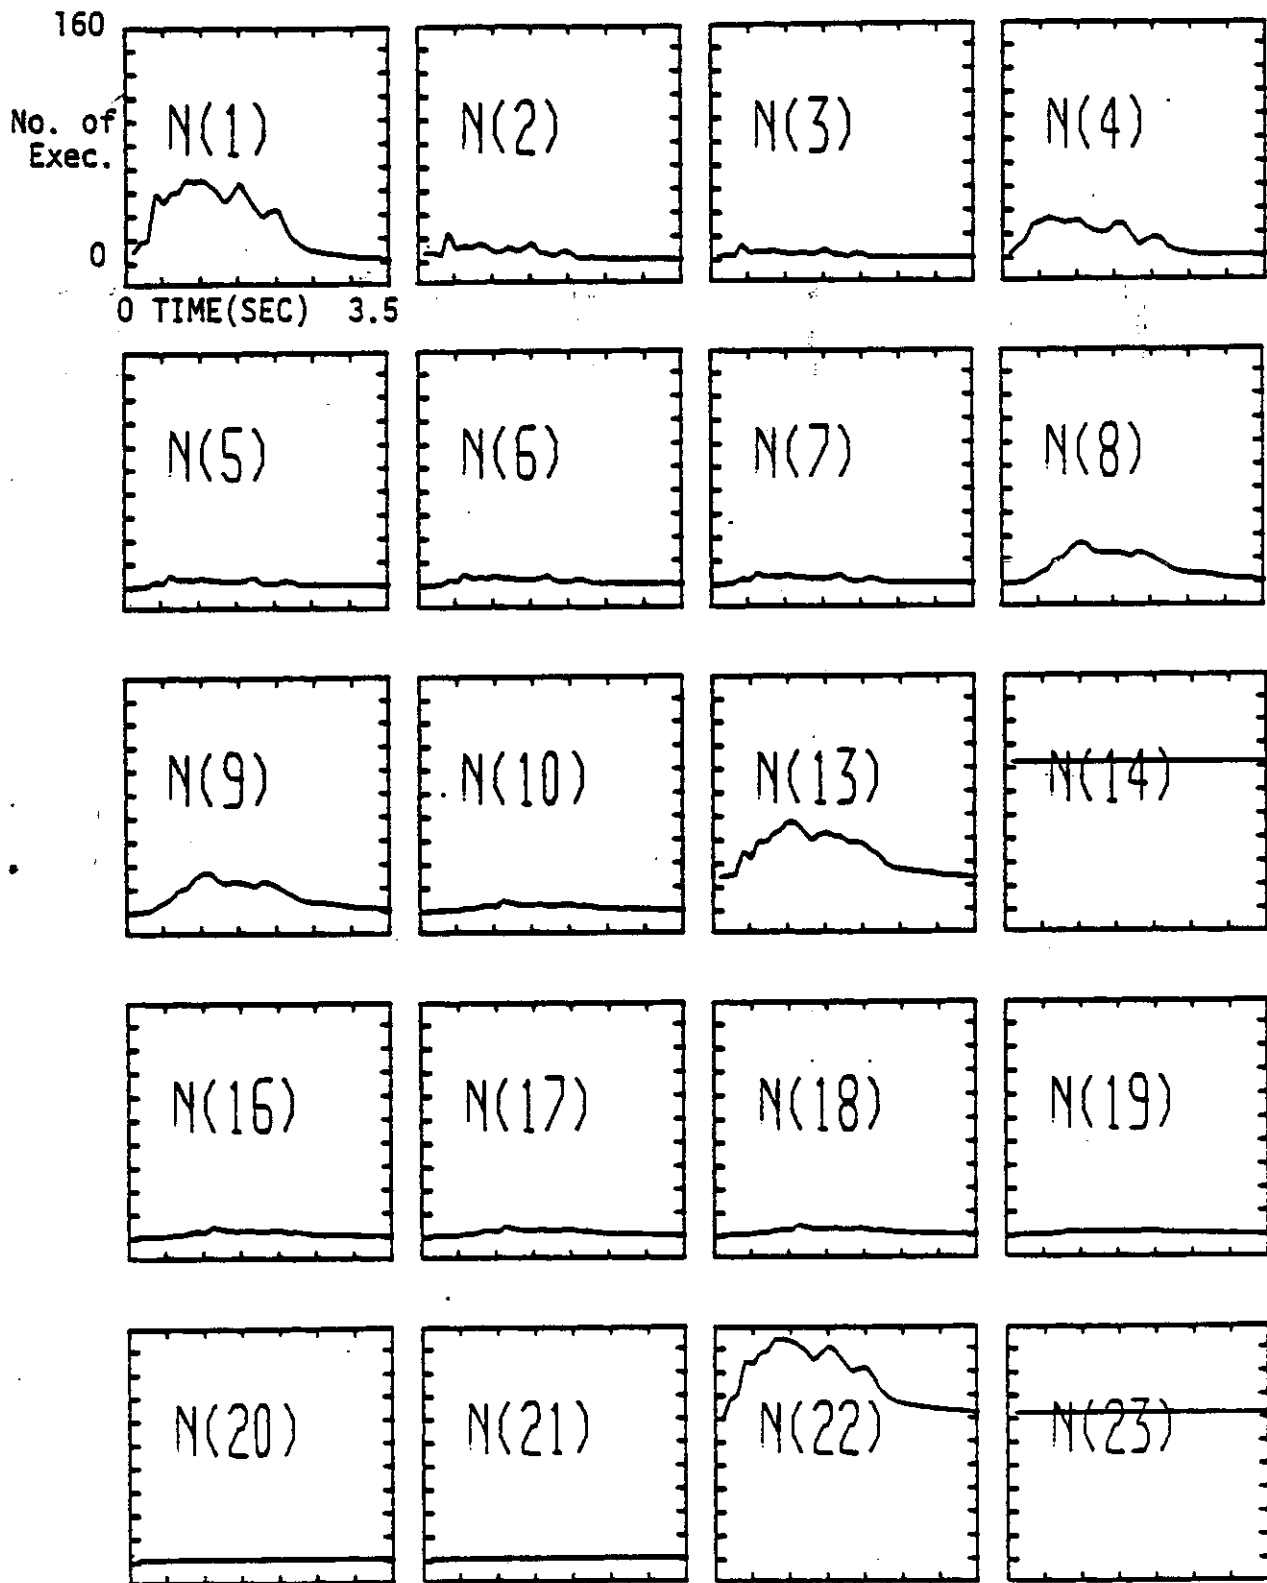 160
No. of
Exec.
0
0 TIME(SEC) 3.5
N(1)
N(2)
N(3)
N(4)
N(5)
N(6)
N(7)
N(8)
N(9)
N(10)
N(13)
N(14)
N(16)
N(17)
N(18)
N(19)
N(20)
N(21)
N(22)
N(23)